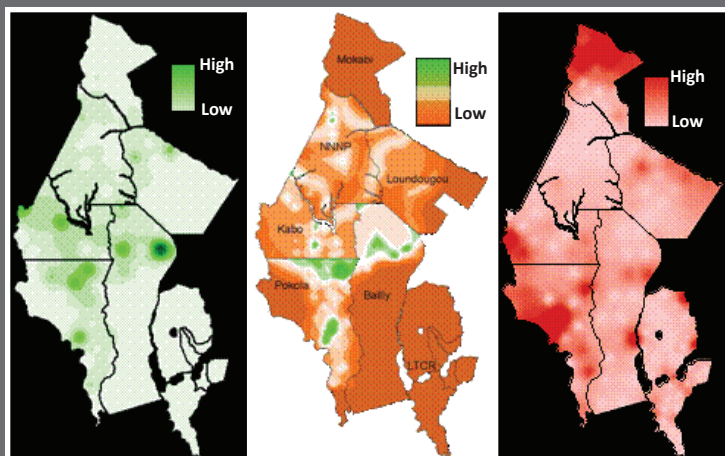 High
Low
Mokabi
High
Low
NNNP
Loundougou
Kabo
Pokola
Bailly
LTCR
High
Low